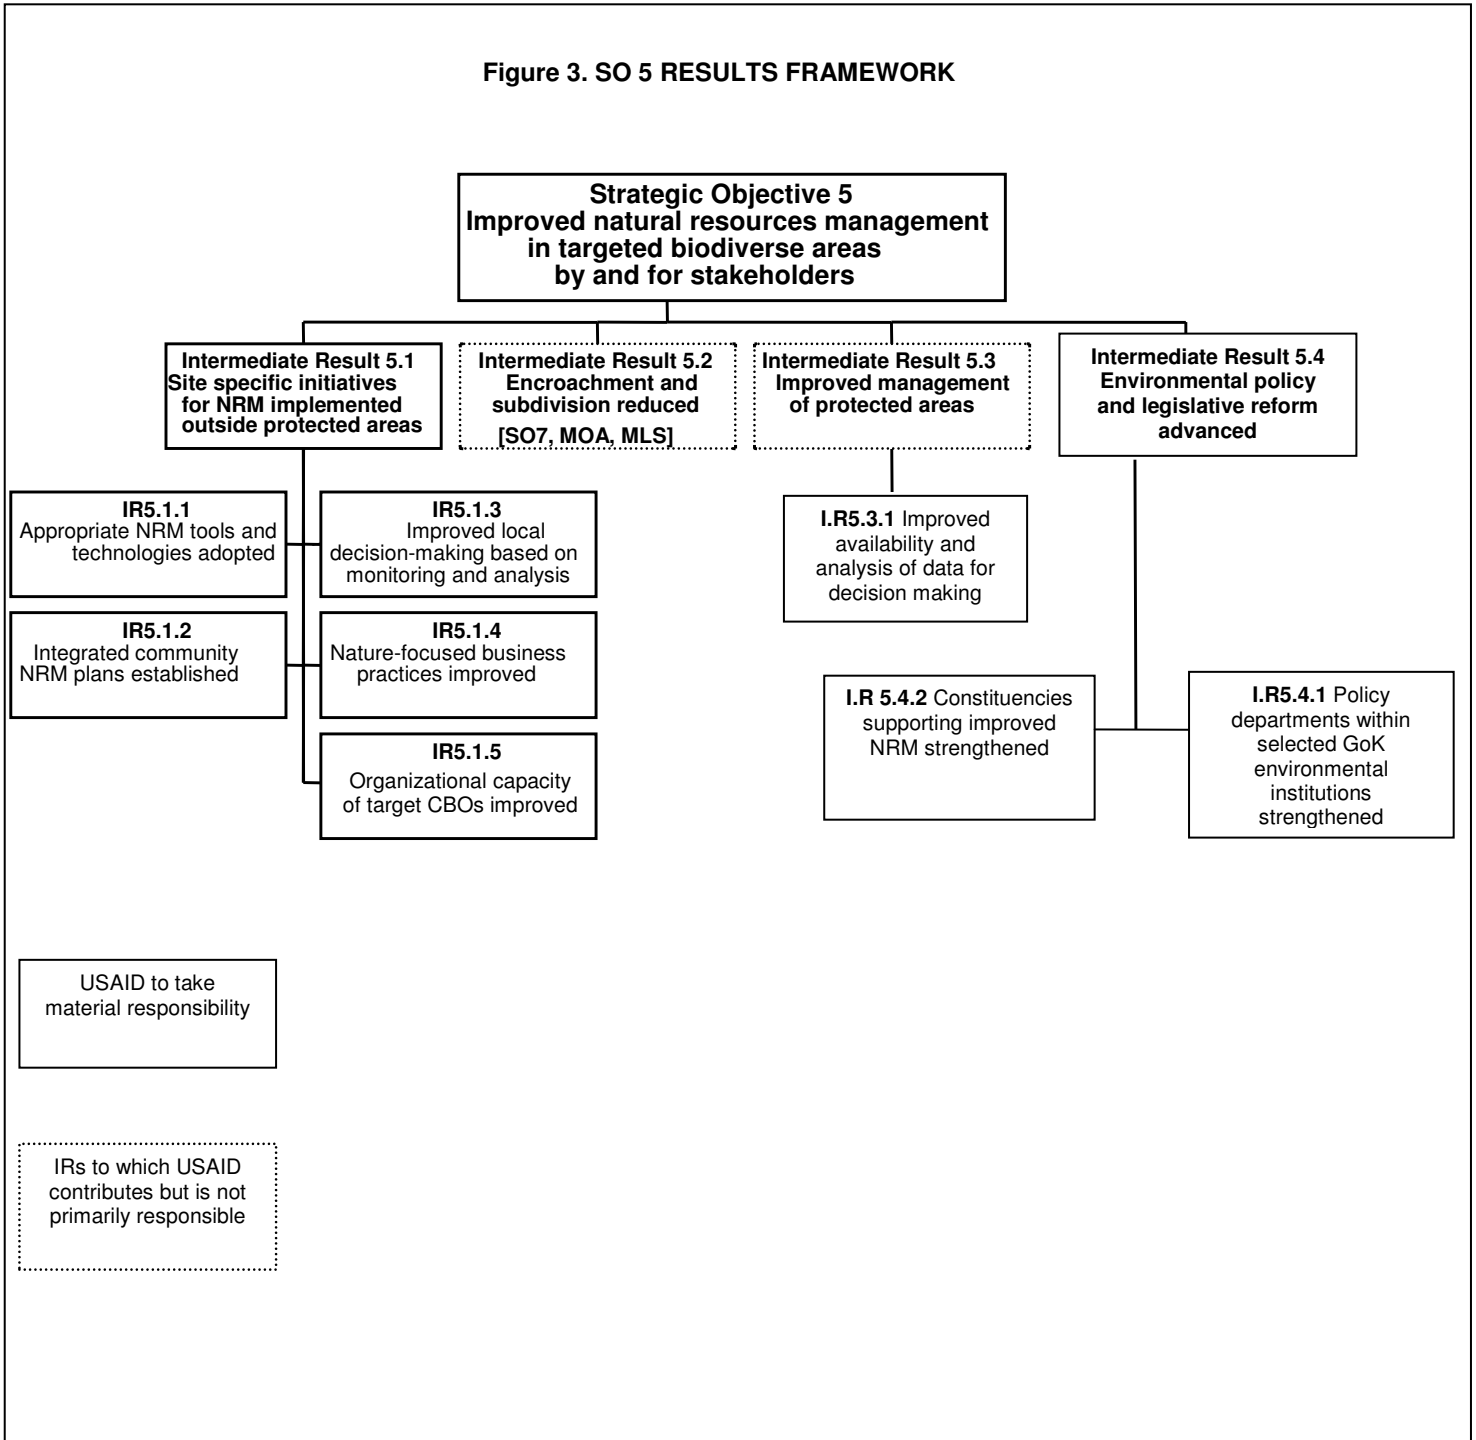 Figure 3. SO 5 RESULTS FRAMEWORK
Strategic Objective 5
Improved natural resources management
in targeted biodiverse areas
by and for stakeholders
Intermediate Result 5.1
Site specific initiatives
for NRM implemented
outside protected areas
Intermediate Result 5.2
Encroachment and
subdivision reduced
[SO7, MOA, MLS]
Intermediate Result 5.3
Improved management
of protected areas
Intermediate Result 5.4
Environmental policy
and legislative reform
advanced
IR5.1.1
Appropriate NRM tools and
technologies adopted
IR5.1.3
Improved local
decision-making based on
monitoring and analysis
I.R5.3.1 Improved
availability and
analysis of data for
decision making
IR5.1.2
Integrated community
NRM plans established
IR5.1.4
Nature-focused business
practices improved
I.R 5.4.2 Constituencies
supporting improved
NRM strengthened
I.R5.4.1 Policy
departments within
selected GoK
environmental
institutions
strengthened
IR5.1.5
Organizational capacity
of target CBOs improved
USAID to take
material responsibility
IRs to which USAID
contributes but is not
primarily responsible